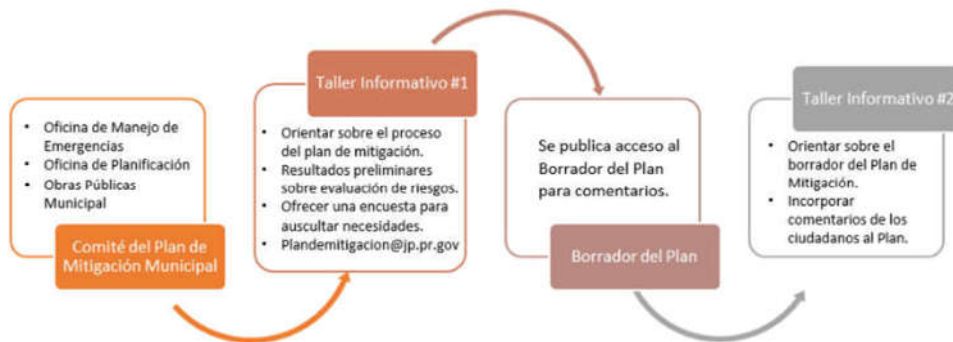 • Oficina de Manejo de
Emergencias
• Oficina de Planificación
• Obras Públicas
Municipal
Comité del Plan de
Mitigación Municipal
Taller Informativo #1
• Orientar sobre el proceso
del plan de mitigación.
• Resultados preliminares
sobre evaluación de riesgos.
• Ofrecer una encuesta para
auscultar necesidades.
• Plandemitigacion@jp.pr.gov
Se publica acceso al
Borrador del Plan
para comentarios.
Borrador del Plan
Taller Informativo #2
• Orientar sobre el
borrador del Plan de
Mitigación.
• Incorporar
comentarios de los
ciudadanos al Plan.